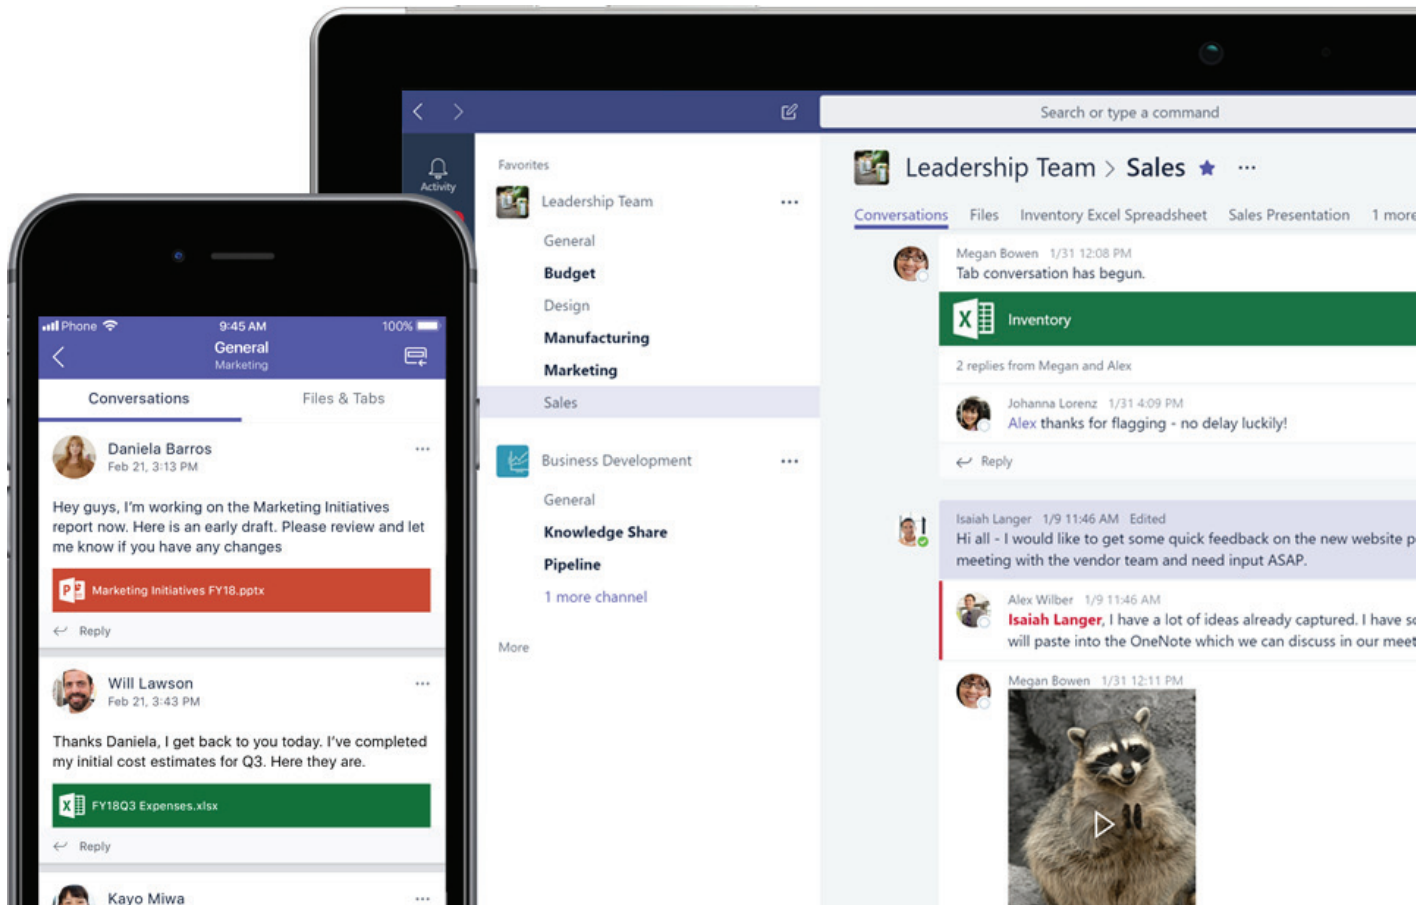 Search or type a command
Activity
Favorites
Leadership Team
General
Budget
Design
Manufacturing
Marketing
Sales
Business Development
General
Knowledge Share
Pipeline
1 more channel
More
Leadership Team > Sales
Conversations Files Inventory Excel Spreadsheet Sales Presentation 1 more
Megan Bowen 1/31 12:08 PM
Tab conversation has begun.
Inventory
2 replies from Megan and Alex
Johanna Lorenz 1/31 4:09 PM
Alex thanks for flagging - no delay luckily!
Reply
Isaiah Langer 1/9 11:46 AM Edited
Hi all - I would like to get some quick feedback on the new website p
meeting with the vendor team and need input ASAP.
Alex Wilber 1/9 11:46 AM
Isaiah Langer, I have a lot of ideas already captured. I have so
will paste into the OneNote which we can discuss in our meet
Megan Bowen 1/31 12:11 PM
Phone 9:45 AM 100%
General
Marketing
Conversations Files & Tabs
Daniela Barros
Feb 21, 3:13 PM
Hey guys, I'm working on the Marketing Initiatives
report now. Here is an early draft. Please review and let
me know if you have any changes
Marketing Initiatives FY18.pptx
Reply
Will Lawson
Feb 21, 3:43 PM
Thanks Daniela, I get back to you today. I've completed
my initial cost estimates for Q3. Here they are.
FY18Q3 Expenses.xlsx
Reply
Kayo Miwa